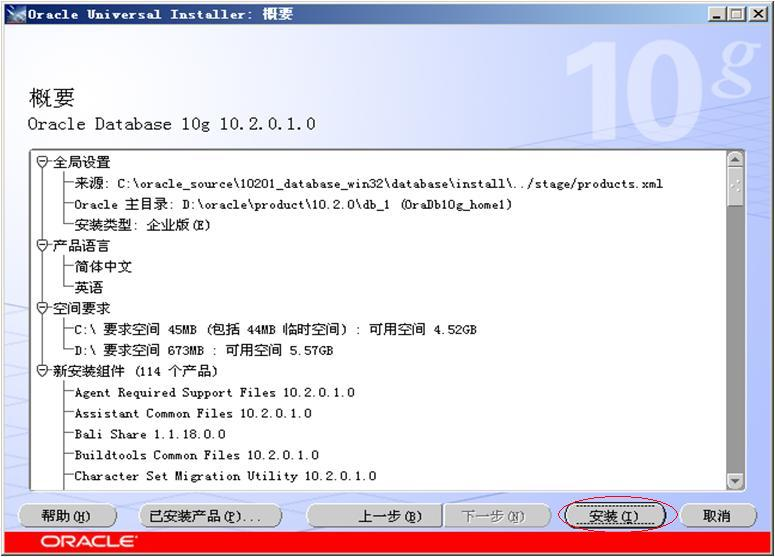 Oracle Universal Installer: 概要
10g
概要
Oracle Database 10g 10.2.0.1.0
全局设置
来源: C:\oracle_source\10201_database_win32\database\install\../stage/products.xml
Oracle 主目录: D:\oracle\product\10.2.0\db_1 (OraDb10g_home1)
安装类型: 企业版(E)
产品语言
简体中文
英语
空间要求
C:\ 要求空间 45MB (包括 44MB 临时空间) : 可用空间 4.52GB
D:\ 要求空间 673MB : 可用空间 5.57GB
新安装组件 (114 个产品)
Agent Required Support Files 10.2.0.1.0
Assistant Common Files 10.2.0.1.0
Bali Share 1.1.18.0.0
Buildtools Common Files 10.2.0.1.0
Character Set Migration Utility 10.2.0.1.0
帮助(H) 已安装产品(P)... 上一步(B) 下一步(N) 安装(I) 取消
ORACLE